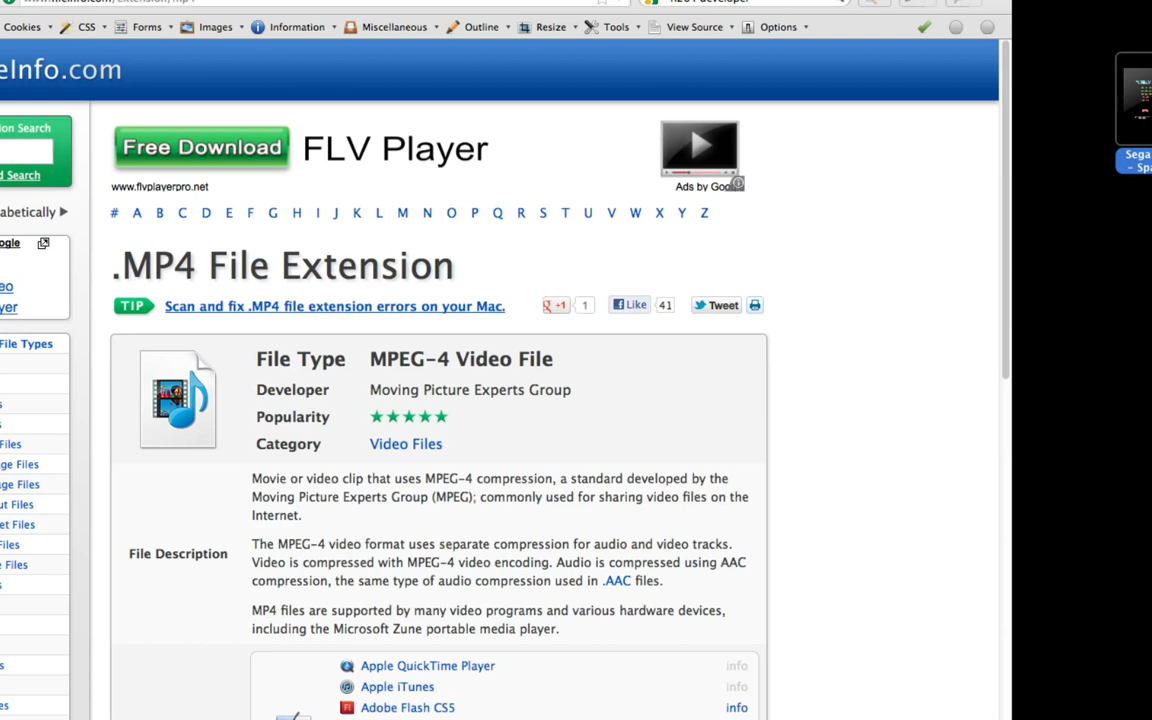 Cookies CSS Forms Images Information Miscellaneous Outline Resize Tools View Source Options
eInfo.com
ion Search
d Search
abetically
ogle
eo
yer
File Types
Files
ge Files
ge Files
ut Files
et Files
Files
e Files
es
Free Download FLV Player
www.flvplayerpro.net
Ads by Goo
# A B C D E F G H I J K L M N O P Q R S T U V W X Y Z
.MP4 File Extension
TIP Scan and fix .MP4 file extension errors on your Mac. +1 1 Like 41 Tweet
File Type MPEG-4 Video File
Developer Moving Picture Experts Group
Popularity
Category Video Files
File Description
Movie or video clip that uses MPEG-4 compression, a standard developed by the
Moving Picture Experts Group (MPEG); commonly used for sharing video files on the
Internet.
The MPEG-4 video format uses separate compression for audio and video tracks.
Video is compressed with MPEG-4 video encoding. Audio is compressed using AAC
compression, the same type of audio compression used in .AAC files.
MP4 files are supported by many video programs and various hardware devices,
including the Microsoft Zune portable media player.
Apple QuickTime Player info
Apple iTunes info
Adobe Flash CS5 info
Sega
- Spa